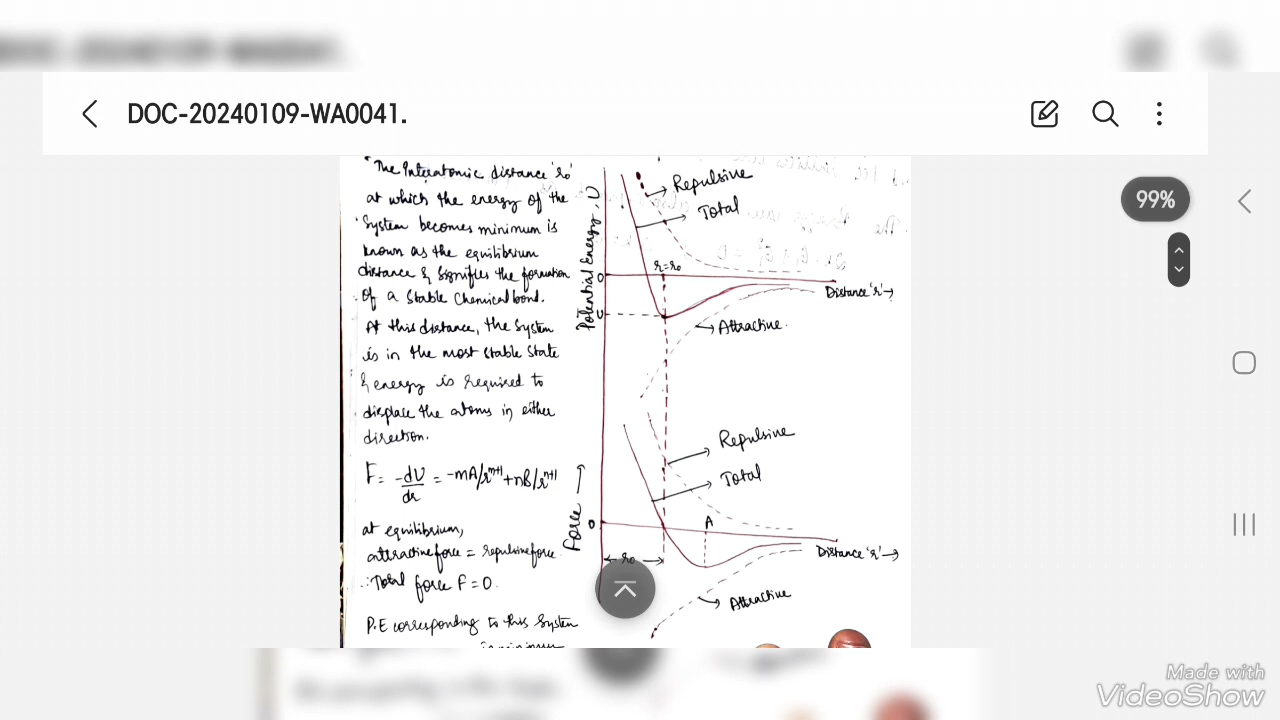 DOC-20240109-WA0041.
99%
The Interatomic distance 'r₀'
at which the energy of the
System becomes minimum is
known as the equilibrium
distance & signifies the formation
of a stable chemical bond.
At this distance, the system
is in the most stable state
& energy is required to
displace the atoms in either
direction.
F = -dU/dr = -mA/r^m+1 + nB/r^n+1
at equilibrium,
attractive force = repulsive force.
∴ Total force F = 0.
P.E corresponding to this system
is minimum
Potential Energy, U
Repulsive
Total
r=r₀
0
U
Distance 'r' →
Attractive.
Force →
Repulsive
Total
0
A
r₀
Distance 'r' →
Attractive
Made with
VideoShow